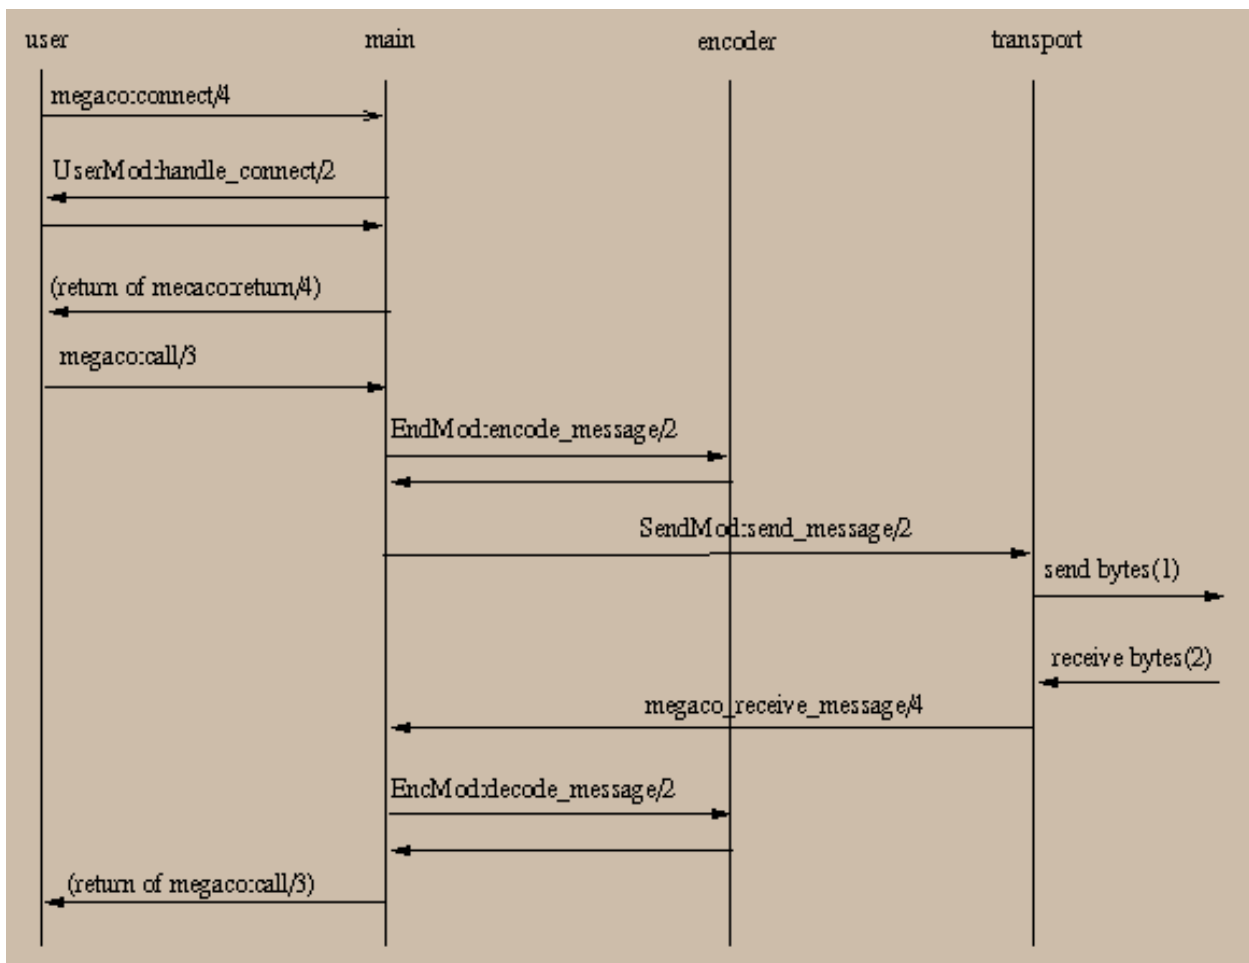 user main encoder transport
megaco:connect/4
UserMod:handle_connect/2
(return of mecaco:return/4)
megaco:call/3
EndMod:encode_message/2
SendMod:send_message/2
send bytes(1)
receive bytes(2)
megaco_receive_message/4
EncMod:decode_message/2
(return of megaco:call/3)